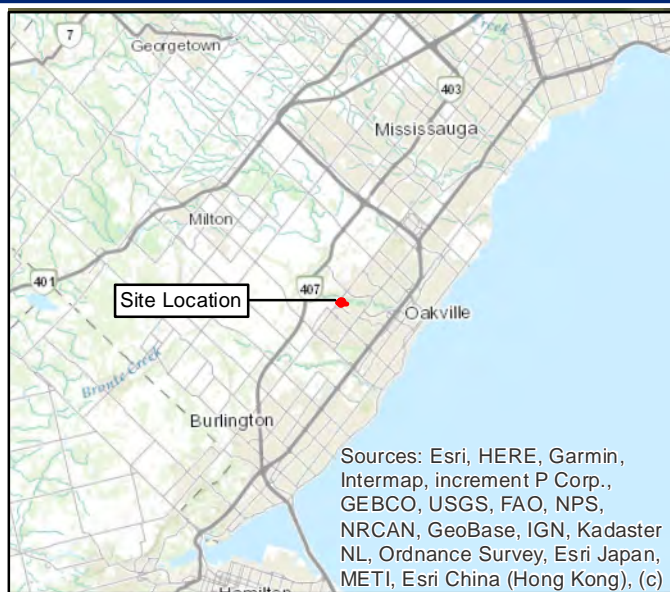 7
Georgetown
Creek
403
Mississauga
Milton
401
407
Site Location
Oakville
Bronte Creek
Burlington
Sources: Esri, HERE, Garmin,
Intermap, increment P Corp.,
GEBCO, USGS, FAO, NPS,
NRCAN, GeoBase, IGN, Kadaster
NL, Ordnance Survey, Esri Japan,
METI, Esri China (Hong Kong), (c)
Hamilton